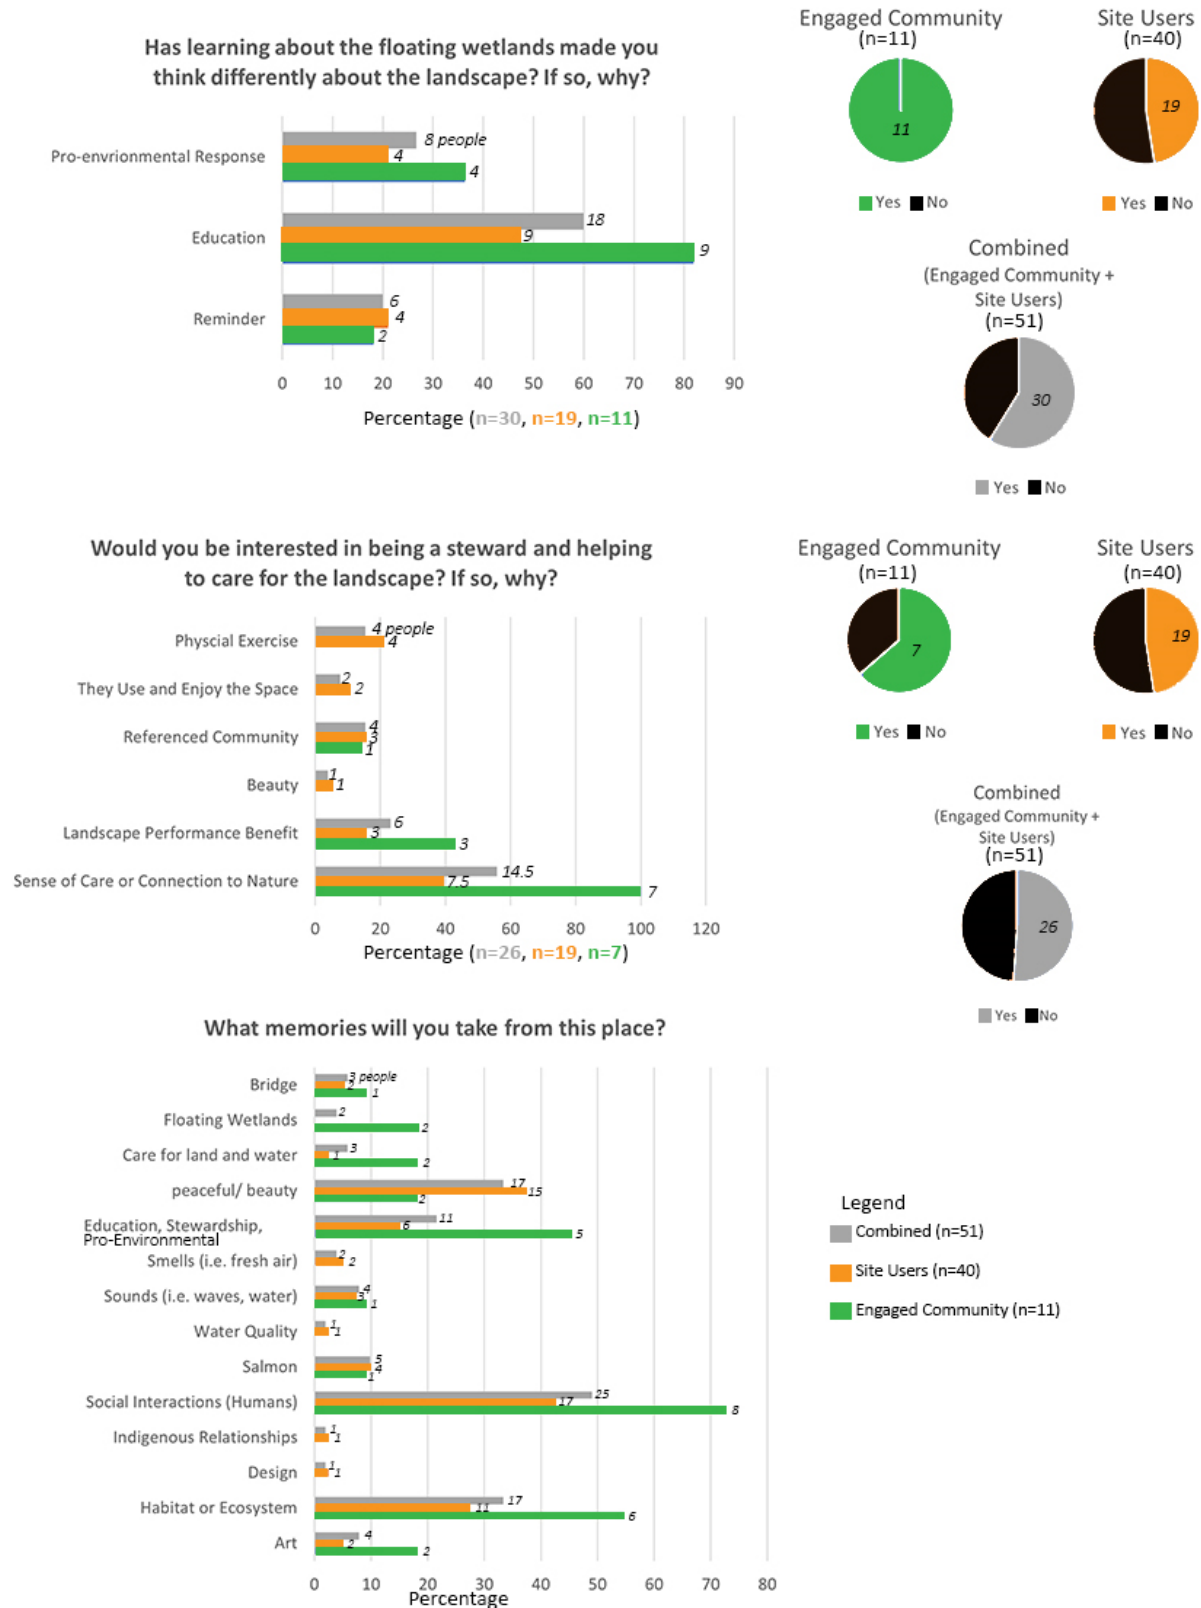 Has learning about the floating wetlands made you
think differently about the landscape? If so, why?
Pro-envrionmental Response
8 people
4
4
Education
18
9
9
Reminder
6
4
2
0 10 20 30 40 50 60 70 80 90
Percentage (n=30, n=19, n=11)
Engaged Community
(n=11)
11
Yes No
Site Users
(n=40)
19
Yes No
Combined
(Engaged Community +
Site Users)
(n=51)
30
Yes No
Would you be interested in being a steward and helping
to care for the landscape? If so, why?
Physcial Exercise
4 people
4
They Use and Enjoy the Space
2
2
Referenced Community
4
3
1
Beauty
1
1
Landscape Performance Benefit
6
3
3
Sense of Care or Connection to Nature
14.5
7.5
7
0 20 40 60 80 100 120
Percentage (n=26, n=19, n=7)
Engaged Community
(n=11)
7
Yes No
Site Users
(n=40)
19
Yes No
Combined
(Engaged Community +
Site Users)
(n=51)
26
Yes No
What memories will you take from this place?
Bridge
3 people
2
1
Floating Wetlands
2
2
Care for land and water
3
1
2
peaceful/ beauty
17
15
2
Education, Stewardship,
Pro-Environmental
11
6
5
Smells (i.e. fresh air)
2
2
Sounds (i.e. waves, water)
4
3
1
Water Quality
1
1
Salmon
5
4
1
Social Interactions (Humans)
25
17
8
Indigenous Relationships
1
1
Design
1
1
Habitat or Ecosystem
17
11
6
Art
4
2
2
0 10 20 30 40 50 60 70 80
Percentage
Legend
Combined (n=51)
Site Users (n=40)
Engaged Community (n=11)